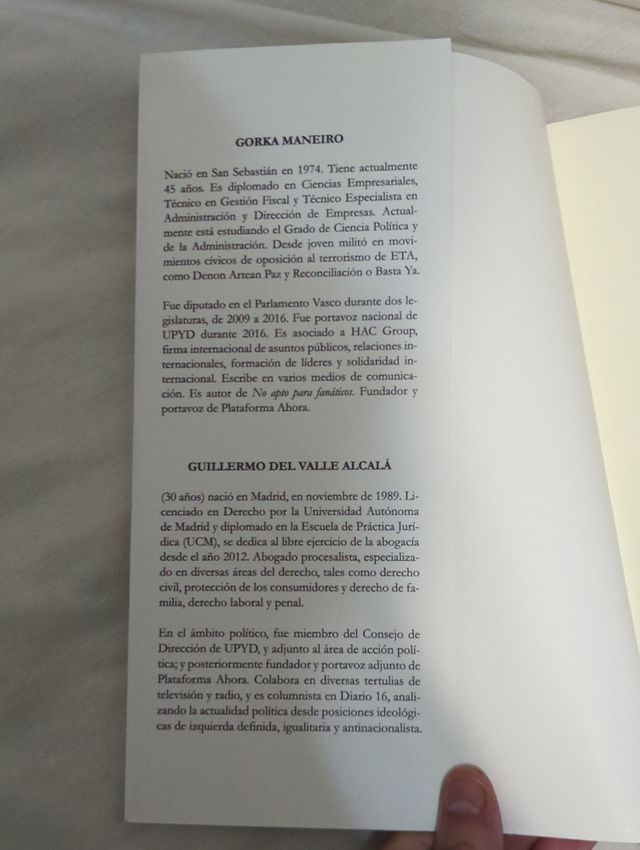 GORKA MANEIRO
Nació en San Sebastián en 1974. Tiene actualmente
45 años. Es diplomado en Ciencias Empresariales,
Técnico en Gestión Fiscal y Técnico Especialista en
Administración y Dirección de Empresas. Actual-
mente está estudiando el Grado de Ciencia Política y
de la Administración. Desde joven militó en movi-
mientos cívicos de oposición al terrorismo de ETA,
como Denon Artean Paz y Reconciliación o Basta Ya.
Fue diputado en el Parlamento Vasco durante dos le-
gislaturas, de 2009 a 2016. Fue portavoz nacional de
UPYD durante 2016. Es asociado a HAC Group,
firma internacional de asuntos públicos, relaciones in-
ternacionales, formación de líderes y solidaridad in-
ternacional. Escribe en varios medios de comunica-
ción. Es autor de No apto para fanáticos. Fundador y
portavoz de Plataforma Ahora.
GUILLERMO DEL VALLE ALCALÁ
(30 años) nació en Madrid, en noviembre de 1989. Li-
cenciado en Derecho por la Universidad Autónoma
de Madrid y diplomado en la Escuela de Práctica Jurí-
dica (UCM), se dedica al libre ejercicio de la abogacía
desde el año 2012. Abogado procesalista, especializa-
do en diversas áreas del derecho, tales como derecho
civil, protección de los consumidores y derecho de fa-
milia, derecho laboral y penal.
En el ámbito político, fue miembro del Consejo de
Dirección de UPYD, y adjunto al área de acción polí-
tica; y posteriormente fundador y portavoz adjunto de
Plataforma Ahora. Colabora en diversas tertulias de
televisión y radio, y es columnista en Diario 16, anali-
zando la actualidad política desde posiciones ideológi-
cas de izquierda definida, igualitaria y antinacionalista.